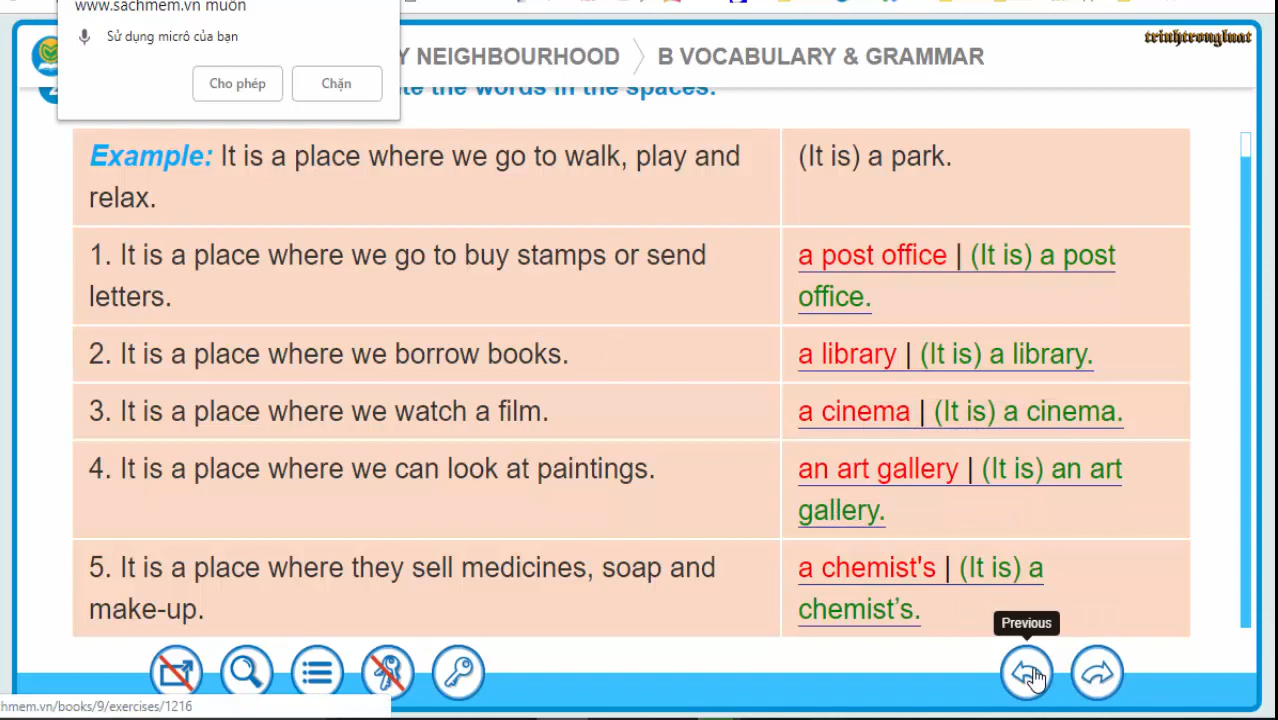 www.sachmem.vn muốn
Sử dụng micrô của bạn
Cho phép
Chặn
trinhtrongluat
Y NEIGHBOURHOOD
B VOCABULARY & GRAMMAR
the words in the spaces.
Example: It is a place where we go to walk, play and
relax.
(It is) a park.
1. It is a place where we go to buy stamps or send
letters.
a post office | (It is) a post
office.
2. It is a place where we borrow books.
a library | (It is) a library.
3. It is a place where we watch a film.
a cinema | (It is) a cinema.
4. It is a place where we can look at paintings.
an art gallery | (It is) an art
gallery.
5. It is a place where they sell medicines, soap and
make-up.
a chemist's | (It is) a
chemist’s.
Previous
chmem.vn/books/9/exercises/1216